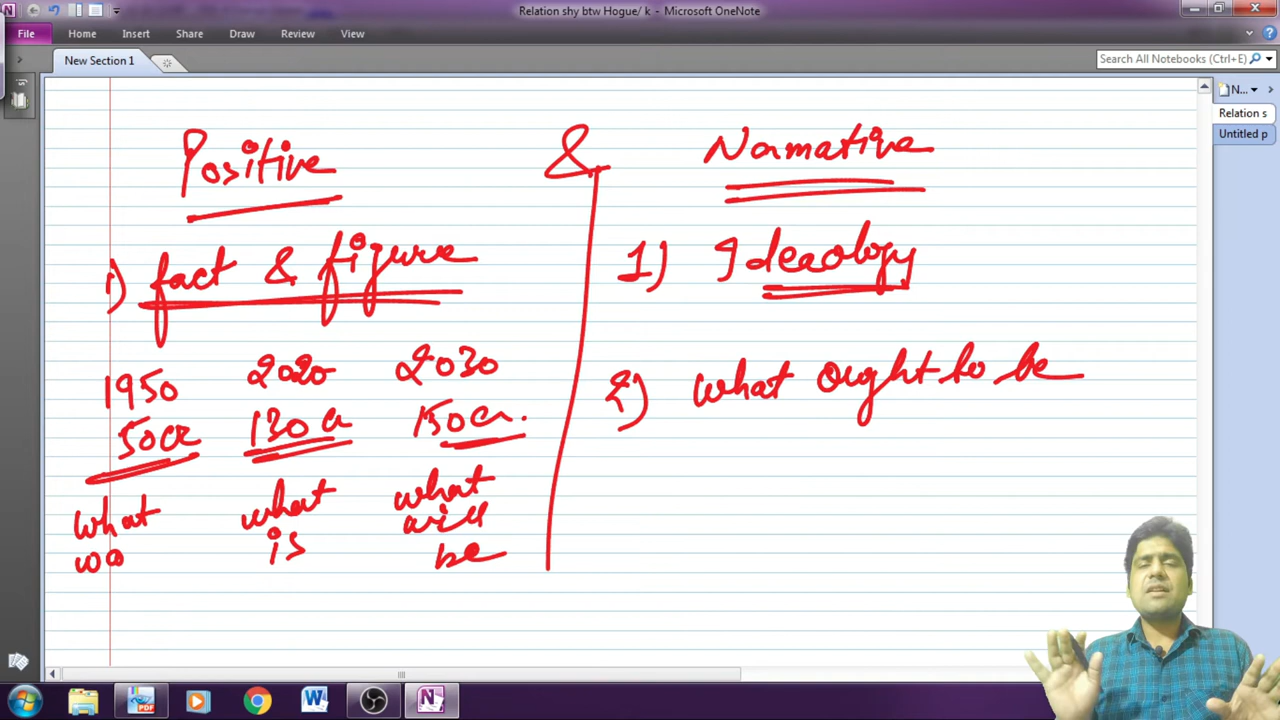 Relation shy btw Hogue/ k - Microsoft OneNote
File Home Insert Share Draw Review View
New Section 1
Search All Notebooks (Ctrl+E)
N...
Relation s
Untitled p
Positive & Normative
1) fact & figure
1950 2020 2030
50cr 130cr 150cr.
what was
what is
what will be
1) Ideology
2) what ought to be